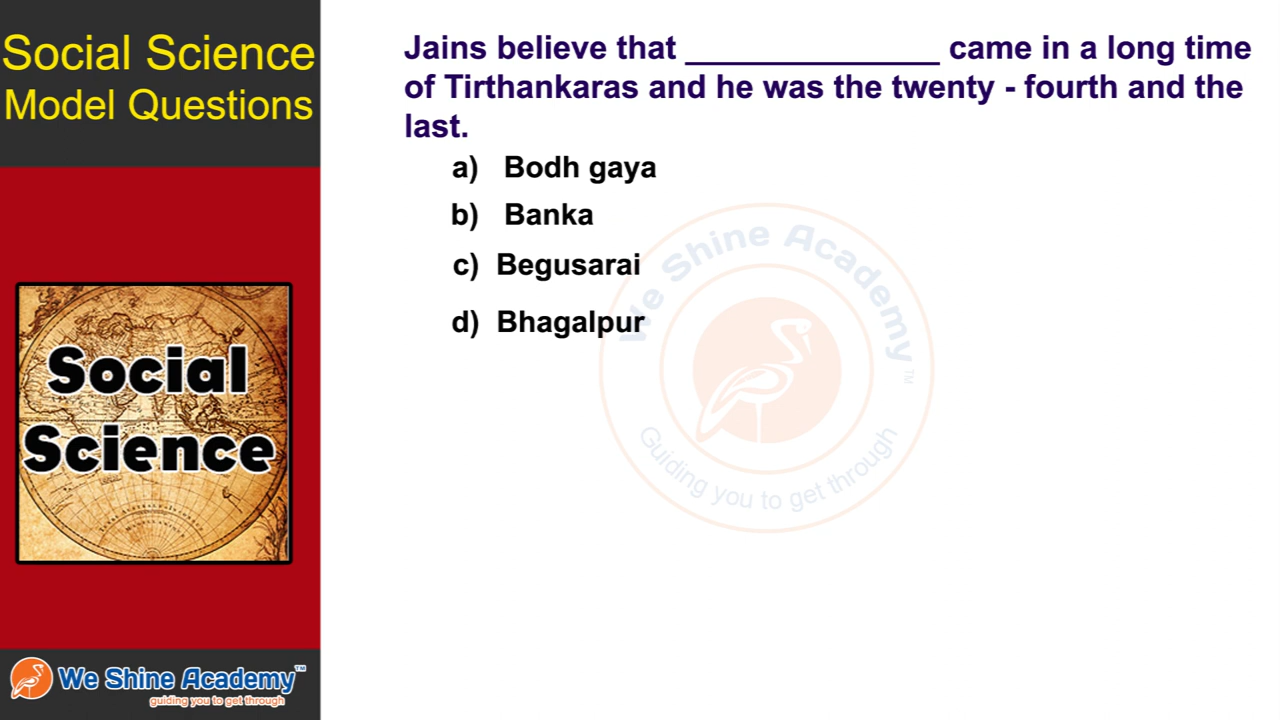 Social Science
Model Questions
Jains believe that ______________ came in a long time
of Tirthankaras and he was the twenty - fourth and the
last.
a) Bodh gaya
b) Banka
c) Begusarai
d) Bhagalpur
We Shine Academy™
Guiding you to get through
Social
Science
We Shine Academy™
guiding you to get through